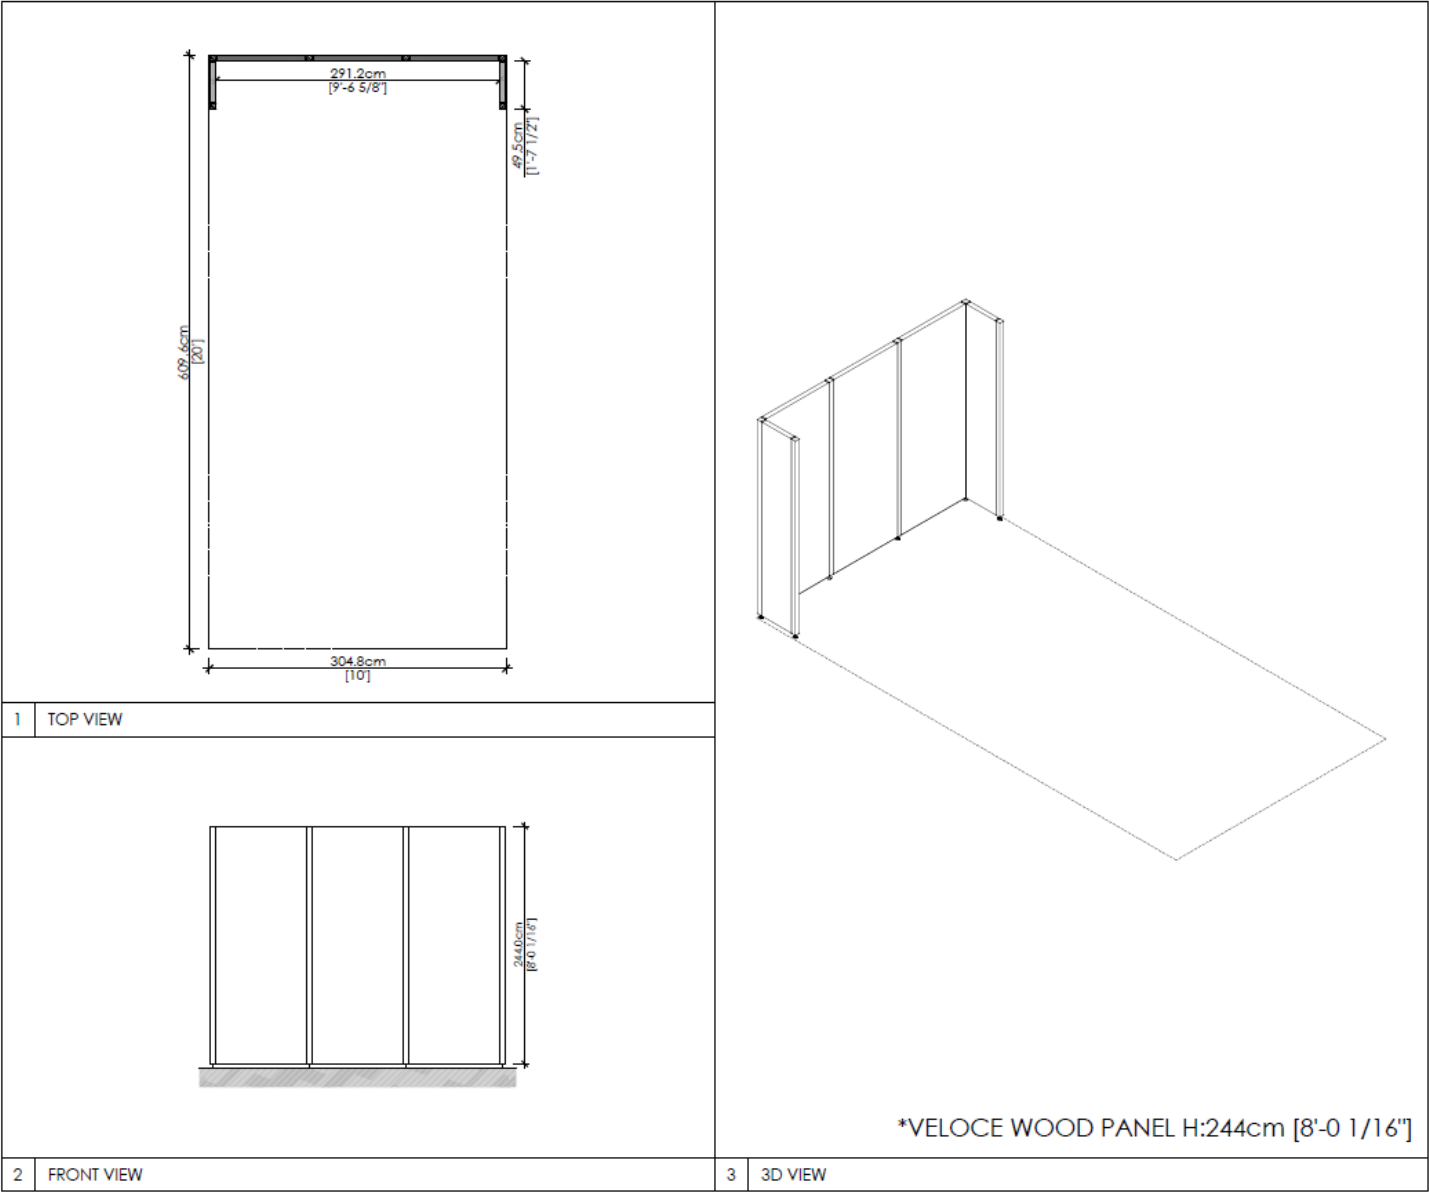 291.2cm
[9'-6 5/8"]
49.5cm
[1'-7 1/2"]
609.6cm
[20']
304.8cm
[10']
1 TOP VIEW
244.0cm
[8'-0 1/16"]
2 FRONT VIEW
*VELOCE WOOD PANEL H:244cm [8'-0 1/16"]
3 3D VIEW